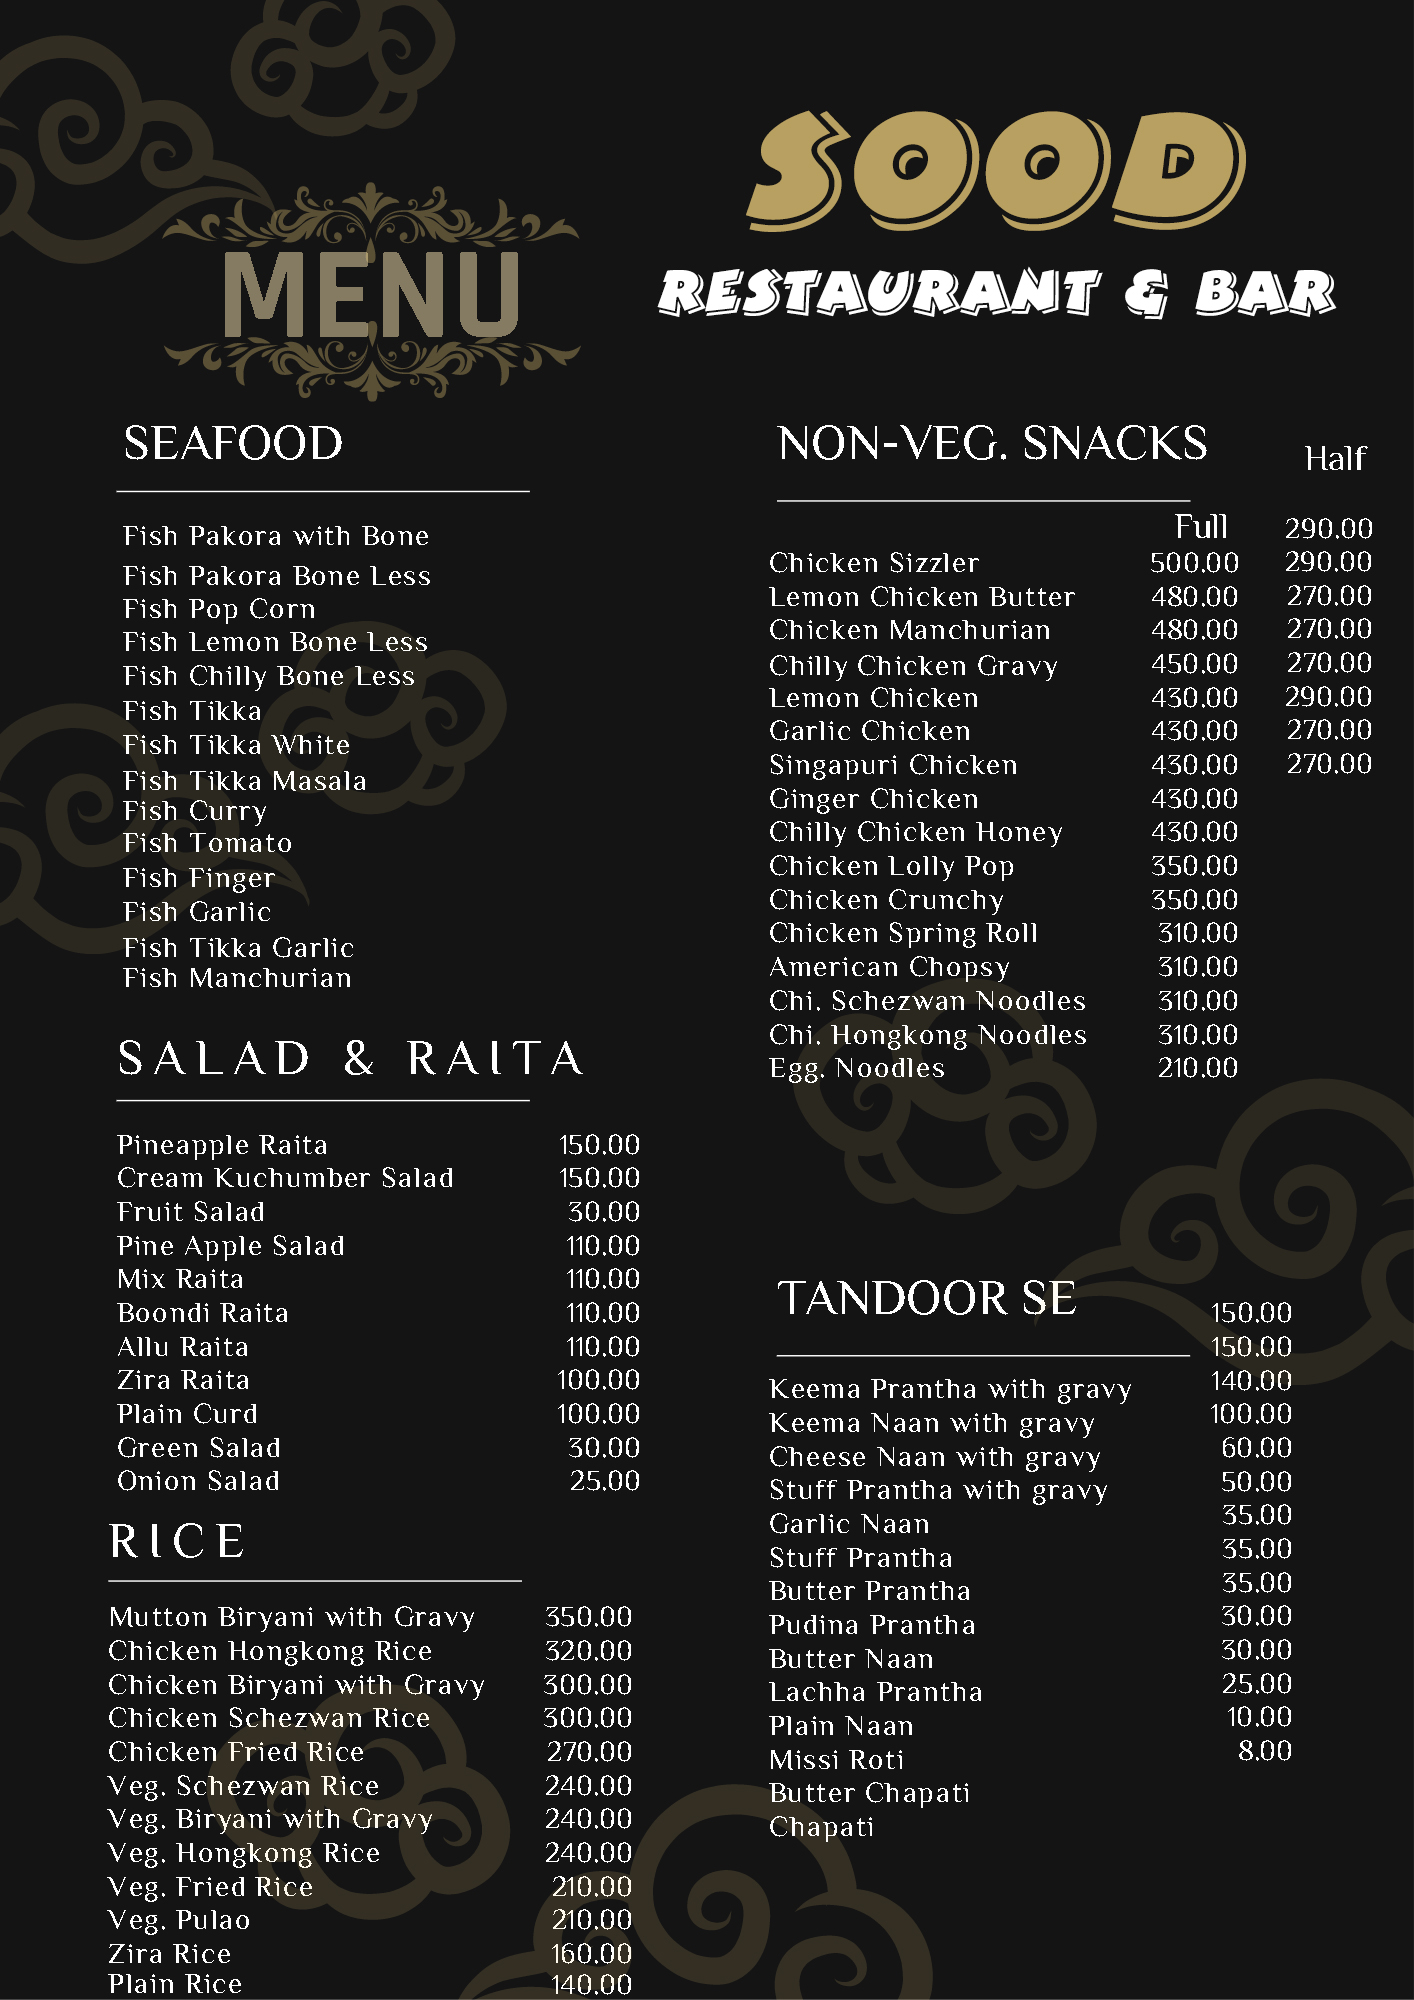 SOOD
MENU
RESTAURANT & BAR
SEAFOOD
Fish Pakora with Bone
Fish Pakora Bone Less
Fish Pop Corn
Fish Lemon Bone Less
Fish Chilly Bone Less
Fish Tikka
Fish Tikka White
Fish Tikka Masala
Fish Curry
Fish Tomato
Fish Finger
Fish Garlic
Fish Tikka Garlic
Fish Manchurian
SALAD & RAITA
Pineapple Raita 150.00
Cream Kuchumber Salad 150.00
Fruit Salad 30.00
Pine Apple Salad 110.00
Mix Raita 110.00
Boondi Raita 110.00
Allu Raita 110.00
Zira Raita 100.00
Plain Curd 100.00
Green Salad 30.00
Onion Salad 25.00
RICE
Mutton Biryani with Gravy 350.00
Chicken Hongkong Rice 320.00
Chicken Biryani with Gravy 300.00
Chicken Schezwan Rice 300.00
Chicken Fried Rice 270.00
Veg. Schezwan Rice 240.00
Veg. Biryani with Gravy 240.00
Veg. Hongkong Rice 240.00
Veg. Fried Rice 210.00
Veg. Pulao 210.00
Zira Rice 160.00
Plain Rice 140.00
NON-VEG. SNACKS Half
Full 290.00
Chicken Sizzler 500.00 290.00
Lemon Chicken Butter 480.00 270.00
Chicken Manchurian 480.00 270.00
Chilly Chicken Gravy 450.00 270.00
Lemon Chicken 430.00 290.00
Garlic Chicken 430.00 270.00
Singapuri Chicken 430.00 270.00
Ginger Chicken 430.00
Chilly Chicken Honey 430.00
Chicken Lolly Pop 350.00
Chicken Crunchy 350.00
Chicken Spring Roll 310.00
American Chopsy 310.00
Chi. Schezwan Noodles 310.00
Chi. Hongkong Noodles 310.00
Egg. Noodles 210.00
TANDOOR SE 150.00
150.00
Keema Prantha with gravy 140.00
Keema Naan with gravy 100.00
Cheese Naan with gravy 60.00
Stuff Prantha with gravy 50.00
Garlic Naan 35.00
Stuff Prantha 35.00
Butter Prantha 35.00
Pudina Prantha 30.00
Butter Naan 30.00
Lachha Prantha 25.00
Plain Naan 10.00
Missi Roti 8.00
Butter Chapati
Chapati